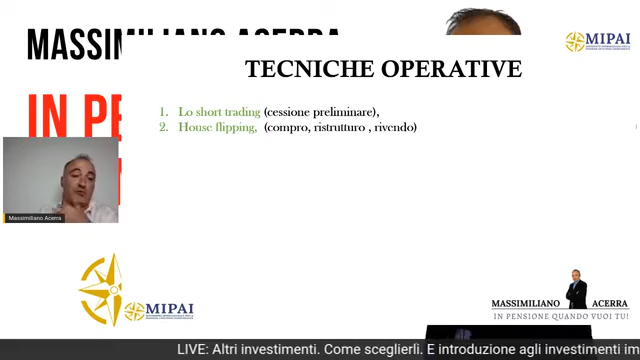 MASSIMILIANO ACERRA
MIPAI
TECNICHE OPERATIVE
IN PE
1. Lo short trading (cessione preliminare),
2. House flipping, (compro, ristrutturo , rivendo)
Massimiliano Acerra
MIPAI
MASSIMILIANO ACERRA
IN PENSIONE QUANDO VUOI TU!
LIVE: Altri investimenti. Come sceglierli. E introduzione agli investimenti im